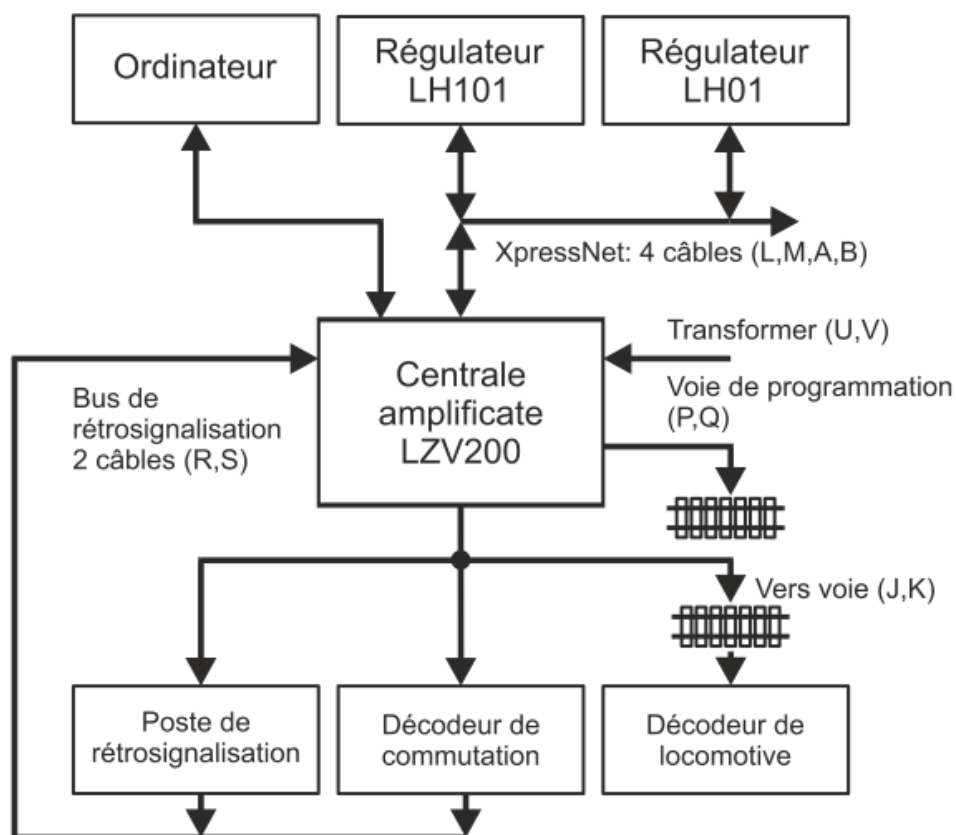 Ordinateur
Régulateur
LH101
Régulateur
LH01
XpressNet: 4 câbles (L,M,A,B)
Transformer (U,V)
Centrale
amplificate
LZV200
Voie de programmation
(P,Q)
Bus de
rétrosignalisation
2 câbles (R,S)
Vers voie (J,K)
Poste de
rétrosignalisation
Décodeur de
commutation
Décodeur de
locomotive